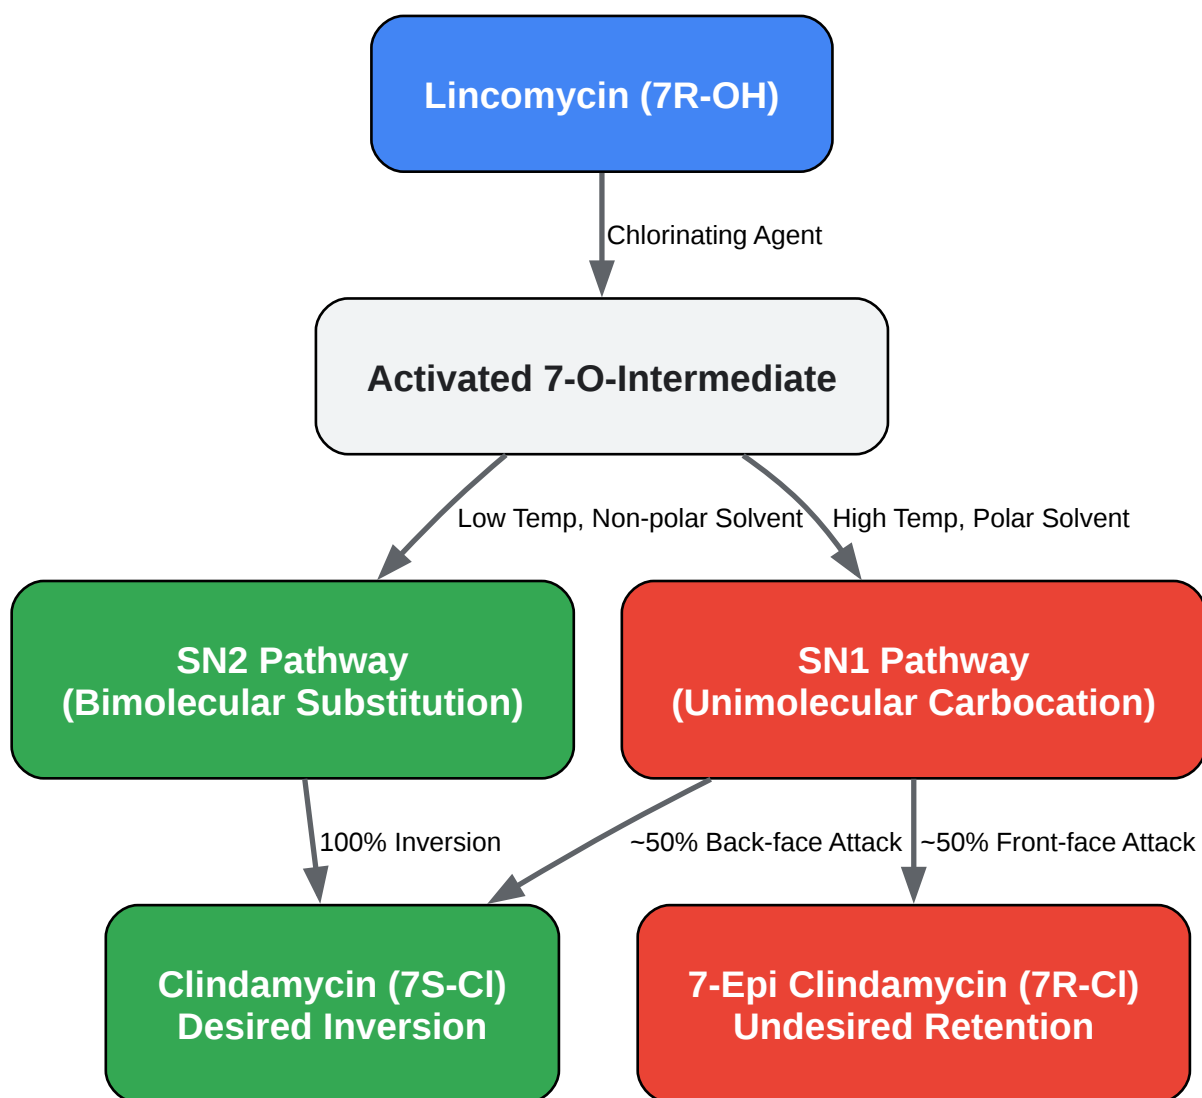 Lincomycin (7R-OH)
Chlorinating Agent
Activated 7-O-Intermediate
Low Temp, Non-polar Solvent
High Temp, Polar Solvent
SN2 Pathway
(Bimolecular Substitution)
SN1 Pathway
(Unimolecular Carbocation)
100% Inversion
~50% Back-face Attack
~50% Front-face Attack
Clindamycin (7S-Cl)
Desired Inversion
7-Epi Clindamycin (7R-Cl)
Undesired Retention